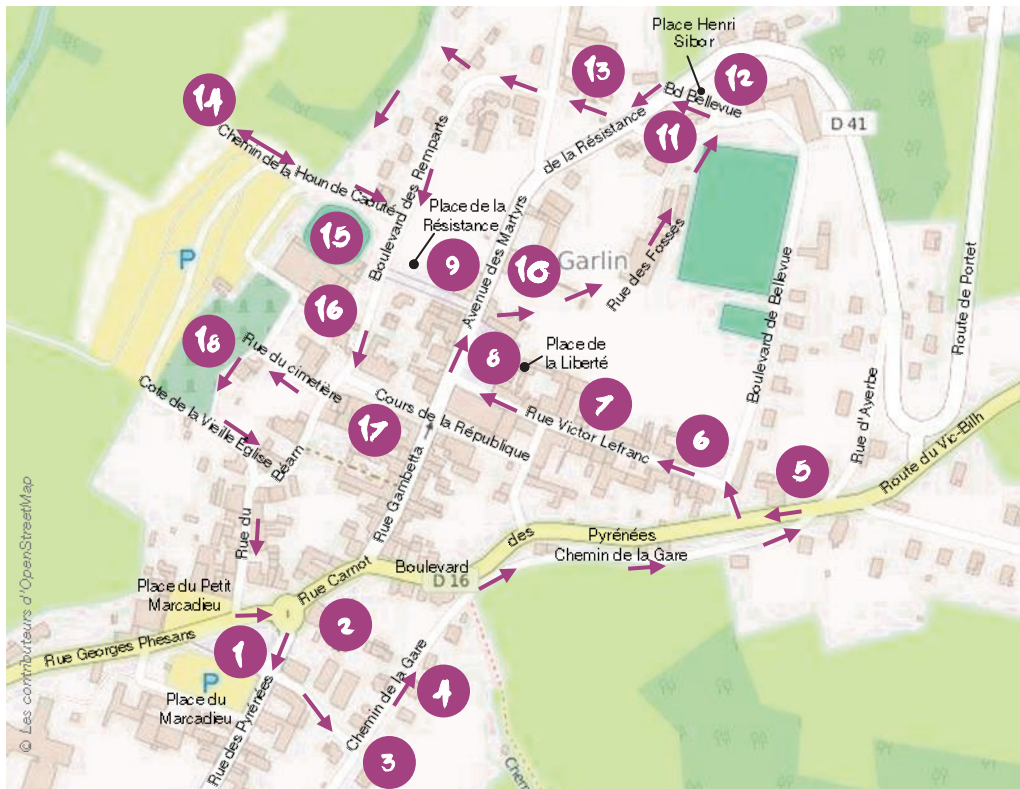 Place Henri
Sibor
13
12
14
Bd Bellevue
11
D 41
de la Résistance
Chemin de la Houn de Cabuté
Boulevard des Remparts
Place de la
Résistance
15
9
10
Garlin
Avenue des Martyrs
Rue des Fosses
P
Boulevard de Bellevue
Route de Portet
16
18
8
Place de
la Liberté
Rue du cimetière
7
Cote de la Vieille Eglise
Cours de la République
17
Rue Victor Lefranc
6
Rue d'Ayerbe
5
Route du Vic-Bilh
Rue du
Béarn
Rue Gambetta
Boulevard
des
Pyrénées
Chemin de la Gare
D 16
Rue Carnot
Place du Petit
Marcadieu
2
1
Rue Georges Phesans
P
Place du
Marcadieu
4
Chemin de la Gare
Rue des Pyrénées
3
Chem
© Les contributeurs d'OpenStreetMap